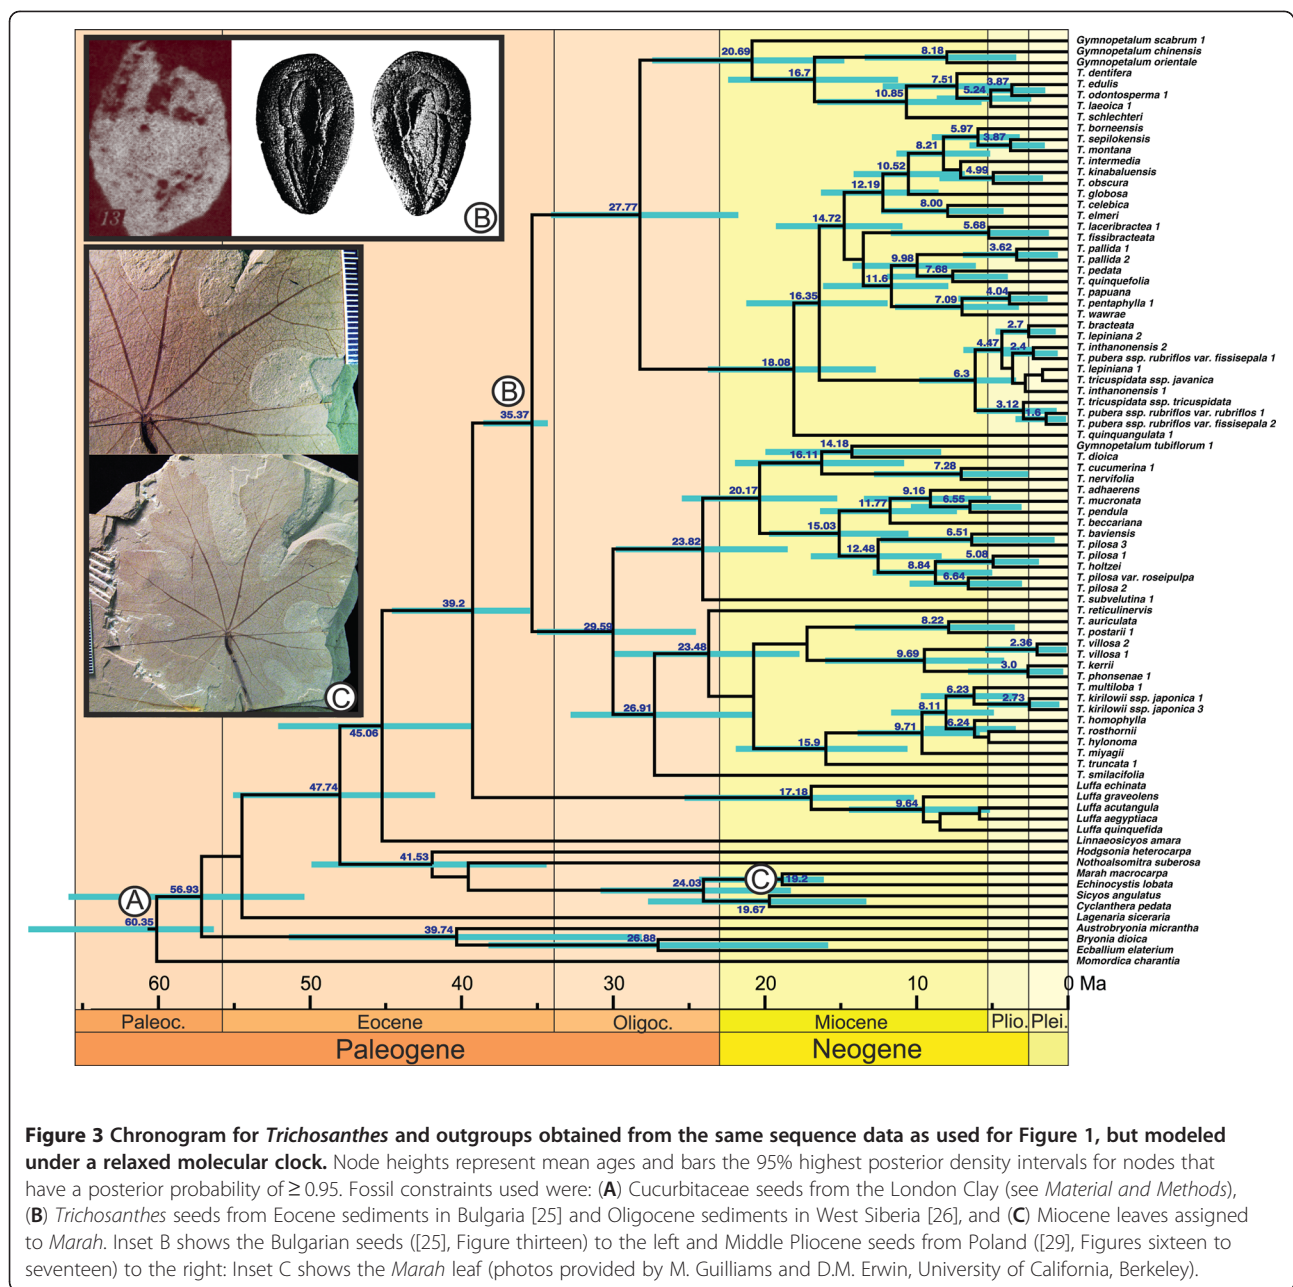 13
B
C
Gymnopetalum scabrum 1
Gymnopetalum chinensis
Gymnopetalum orientale
T. dentifera
T. edulis
T. odontosperma 1
T. laeoica 1
T. schlechteri
T. borneensis
T. sepilokensis
T. montana
T. intermedia
T. kinabaluensis
T. obscura
T. globosa
T. celebica
T. elmeri
T. laceribractea 1
T. fissibracteata
T. pallida 1
T. pallida 2
T. pedata
T. quinquefolia
T. papuana
T. pentaphylla 1
T. wawrae
T. bracteata
T. lepiniana 2
T. inthanonensis 2
T. pubera ssp. rubriflos var. fissisepala 1
T. lepiniana 1
T. tricuspidata ssp. javanica
T. inthanonensis 1
T. tricuspidata ssp. tricuspidata
T. pubera ssp. rubriflos var. rubriflos 1
T. pubera ssp. rubriflos var. fissisepala 2
T. quinquangulata 1
Gymnopetalum tubiflorum 1
T. dioica
T. cucumerina 1
T. nervifolia
T. adhaerens
T. mucronata
T. pendula
T. beccariana
T. baviensis
T. pilosa 3
T. pilosa 1
T. holtzei
T. pilosa var. roseipulpa
T. pilosa 2
T. subvelutina 1
T. reticulinervis
T. auriculata
T. postarii 1
T. villosa 2
T. villosa 1
T. kerrii
T. phonsenae 1
T. multiloba 1
T. kirilowii ssp. japonica 1
T. kirilowii ssp. japonica 3
T. homophylla
T. rosthornii
T. hylonoma
T. miyagii
T. truncata 1
T. smilacifolia
Luffa echinata
Luffa graveolens
Luffa acutangula
Luffa aegyptiaca
Luffa quinquefida
Linnaeosicyos amara
Hodgsonia heterocarpa
Nothoalsomitra suberosa
Marah macrocarpa
Echinocystis lobata
Sicyos angulatus
Cyclanthera pedata
Lagenaria siceraria
Austrobryonia micrantha
Bryonia dioica
Ecballium elaterium
Momordica charantia
20.69
8.18
16.7
7.51
3.87
5.24
10.85
5.97
3.87
8.21
10.52
4.99
12.19
8.00
27.77
14.72
5.68
3.62
9.98
7.68
11.6
4.04
16.35
7.09
2.7
4.47
2.4
18.08
6.3
3.12
1.6
B
35.37
14.18
16.11
7.28
20.17
9.16
6.55
11.77
15.03
6.51
23.82
12.48
5.08
8.84
6.64
39.2
29.59
8.22
23.48
2.36
9.69
3.0
6.23
2.73
26.91
8.11
6.24
9.71
45.06
15.9
47.74
17.18
9.64
41.53
C
19.2
24.03
19.67
A
56.93
60.35
39.74
26.88
60 50 40 30 20 10 0 Ma
Paleoc. Eocene Oligoc. Miocene Plio. Plei.
Paleogene Neogene
Figure 3 Chronogram for Trichosanthes and outgroups obtained from the same sequence data as used for Figure 1, but modeled
under a relaxed molecular clock. Node heights represent mean ages and bars the 95% highest posterior density intervals for nodes that
have a posterior probability of ≥ 0.95. Fossil constraints used were: (A) Cucurbitaceae seeds from the London Clay (see Material and Methods),
(B) Trichosanthes seeds from Eocene sediments in Bulgaria [25] and Oligocene sediments in West Siberia [26], and (C) Miocene leaves assigned
to Marah. Inset B shows the Bulgarian seeds ([25], Figure thirteen) to the left and Middle Pliocene seeds from Poland ([29], Figures sixteen to
seventeen) to the right: Inset C shows the Marah leaf (photos provided by M. Guilliams and D.M. Erwin, University of California, Berkeley).